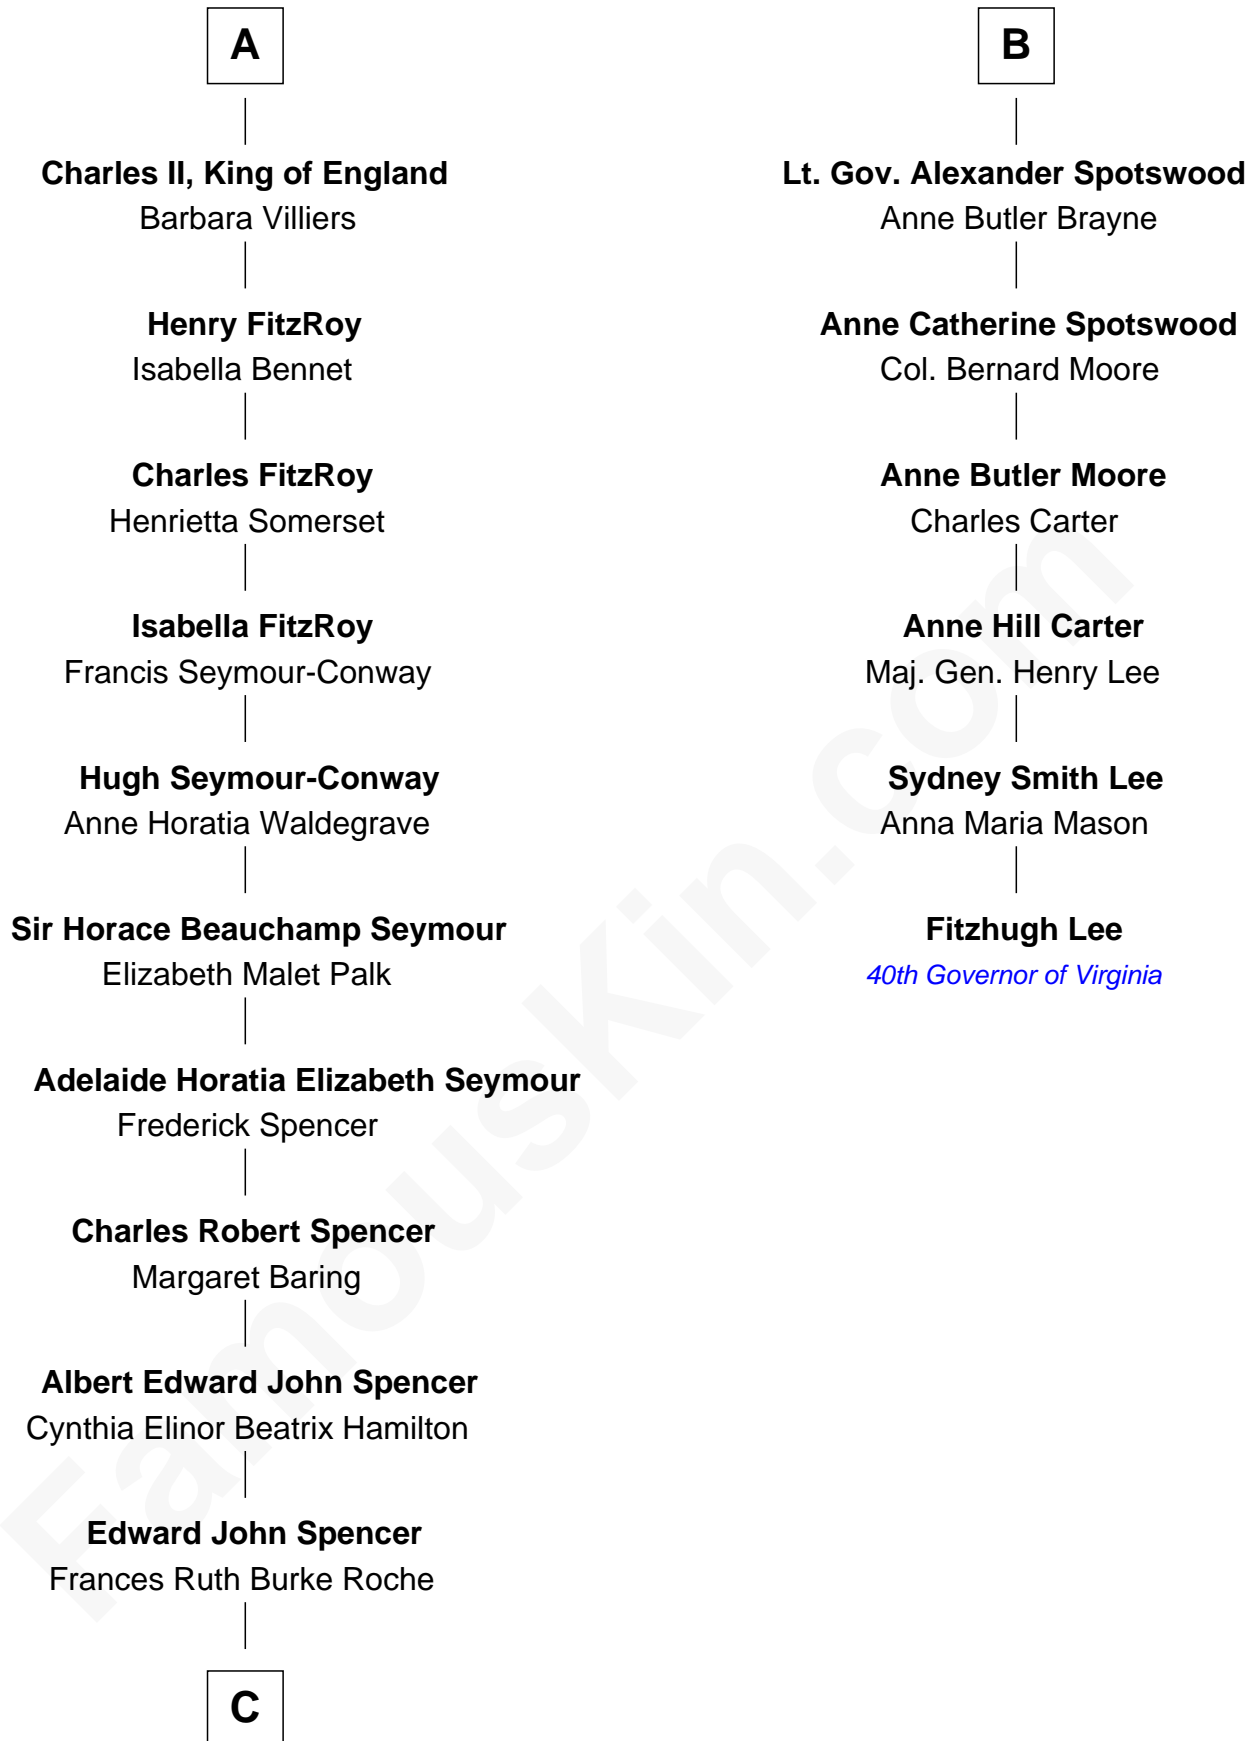 A
Charles II, King of England
Barbara Villiers
Henry FitzRoy
Isabella Bennet
Charles FitzRoy
Henrietta Somerset
Isabella FitzRoy
Francis Seymour-Conway
Hugh Seymour-Conway
Anne Horatia Waldegrave
Sir Horace Beauchamp Seymour
Elizabeth Malet Palk
Adelaide Horatia Elizabeth Seymour
Frederick Spencer
Charles Robert Spencer
Margaret Baring
Albert Edward John Spencer
Cynthia Elinor Beatrix Hamilton
Edward John Spencer
Frances Ruth Burke Roche
C
B
Lt. Gov. Alexander Spotswood
Anne Butler Brayne
Anne Catherine Spotswood
Col. Bernard Moore
Anne Butler Moore
Charles Carter
Anne Hill Carter
Maj. Gen. Henry Lee
Sydney Smith Lee
Anna Maria Mason
Fitzhugh Lee
40th Governor of Virginia
FamousKin.com